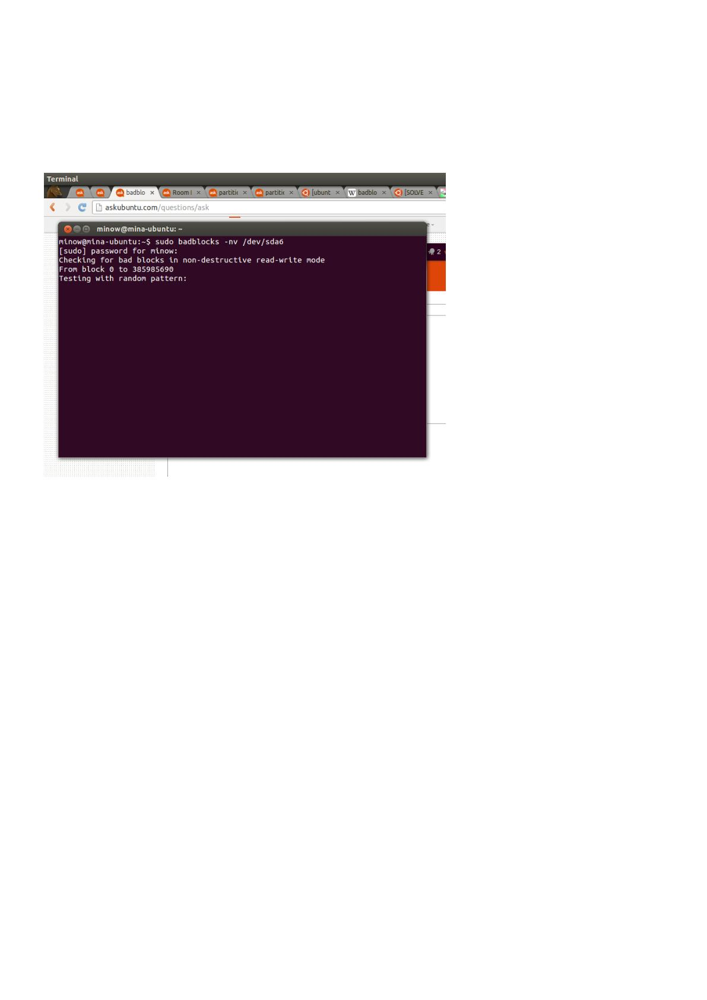 Terminal
ask ask ask badblo Room partitic ask partitic [ubunt W badblo [SOLVE
askubuntu.com/questions/ask
minow@mina-ubuntu: ~
minow@mina-ubuntu:~$ sudo badblocks -nv /dev/sda6
[sudo] password for minow:
Checking for bad blocks in non-destructive read-write mode
From block 0 to 385985690
Testing with random pattern:
2